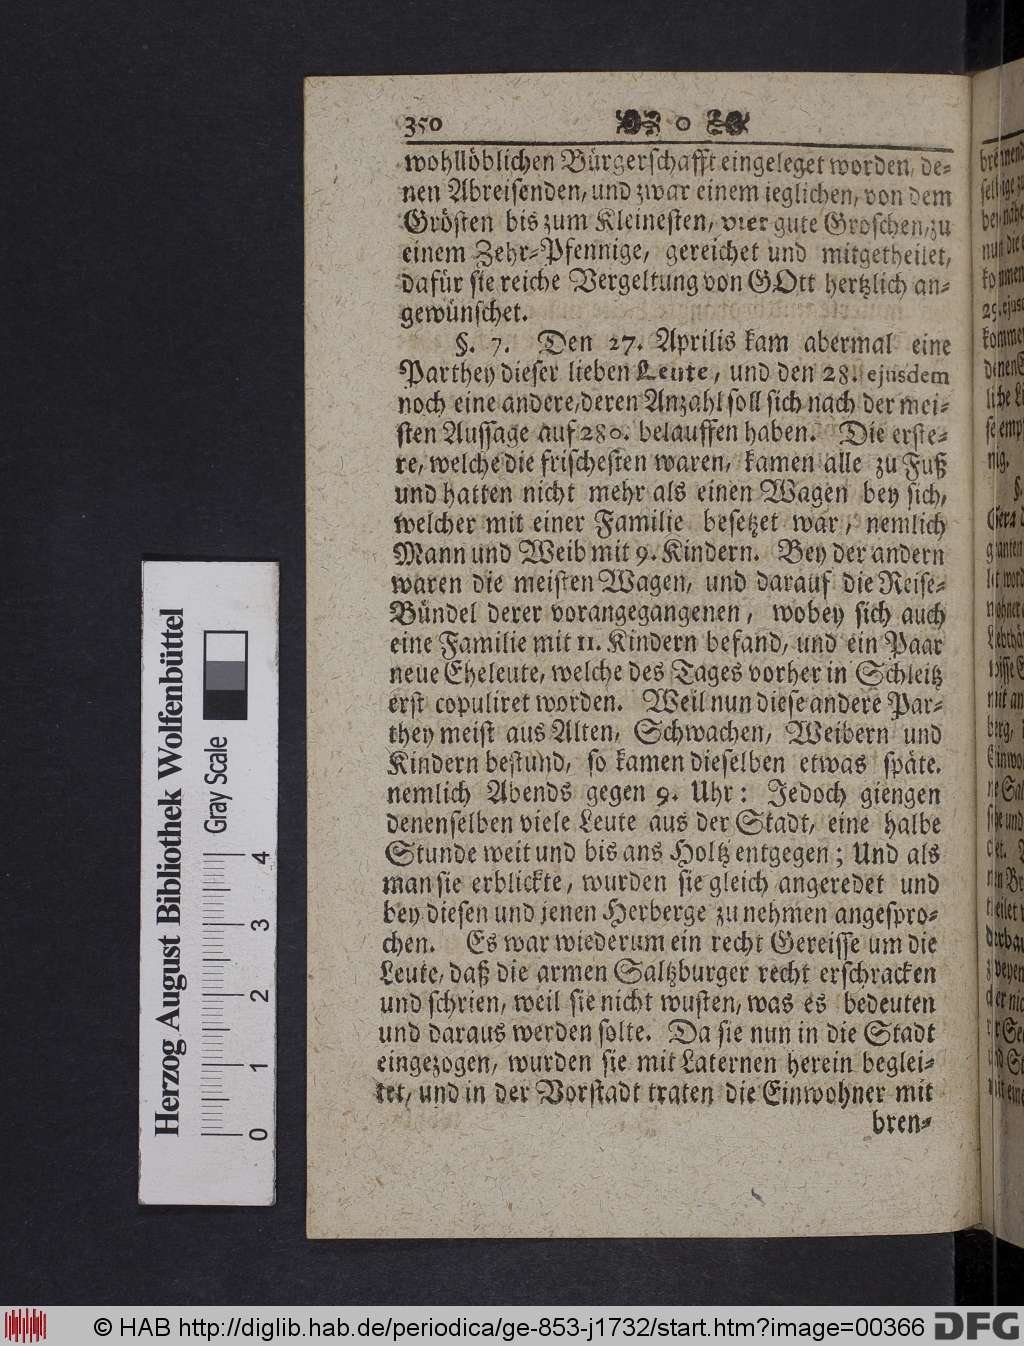 350 o
wohllöblichen Bürgerschafft eingeleget worden, de-
nen Abreisenden, und zwar einem ieglichen, von dem
Grösten bis zum Kleinesten, vier gute Groschen, zu
einem Zehr-Pfennige, gereichet und mitgetheilet,
dafür sie reiche Vergeltung von GOtt hertzlich an-
gewünschet.
§. 7. Den 27. Aprilis kam abermal eine
Parthey dieser lieben Leute, und den 28. ejusdem
noch eine andere, deren Anzahl soll sich nach der mei-
sten Aussage auf 280. belauffen haben. Die erste-
re, welche die frischesten waren, kamen alle zu Fuß
und hatten nicht mehr als einen Wagen bey sich,
welcher mit einer Familie besetzet war, nemlich
Mann und Weib mit 9. Kindern. Bey der andern
waren die meisten Wagen, und darauf die Reise-
Bündel derer vorangegangenen, wobey sich auch
eine Familie mit 11. Kindern befand, und ein Paar
neue Eheleute, welche des Tages vorher in Schleitz
erst copuliret worden. Weil nun diese andere Par-
they meist aus Alten, Schwachen, Weibern und
Kindern bestund, so kamen dieselben etwas späte.
nemlich Abends gegen 9. Uhr: Jedoch giengen
denenselben viele Leute aus der Stadt, eine halbe
Stunde weit und bis ans Holtz entgegen; Und als
man sie erblickte, wurden sie gleich angeredet und
bey diesen und jenen Herberge zu nehmen angespro-
chen. Es war wiederum ein recht Gereisse um die
Leute, daß die armen Saltzburger recht erschracken
und schrien, weil sie nicht wusten, was es bedeuten
und daraus werden solte. Da sie nun in die Stadt
eingezogen, wurden sie mit Laternen herein beglei-
tet, und in der Vorstadt traten die Einwohner mit
bren-
Herzog August Bibliothek Wolfenbüttel
Gray Scale
0 1 2 3 4
© HAB http://diglib.hab.de/periodica/ge-853-j1732/start.htm?image=00366
DFG